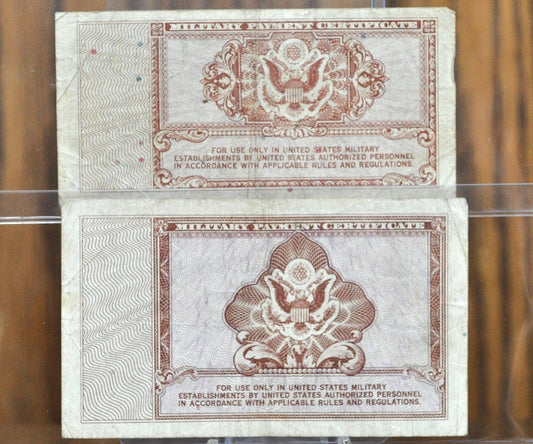 MILITARY PAYMENT CERTIFICATE
FOR USE ONLY IN UNITED STATES MILITARY
ESTABLISHMENTS BY UNITED STATES AUTHORIZED PERSONNEL
IN ACCORDANCE WITH APPLICABLE RULES AND REGULATIONS.
MILITARY PAYMENT CERTIFICATE
FOR USE ONLY IN UNITED STATES MILITARY
ESTABLISHMENTS BY UNITED STATES AUTHORIZED PERSONNEL
IN ACCORDANCE WITH APPLICABLE RULES AND REGULATIONS.